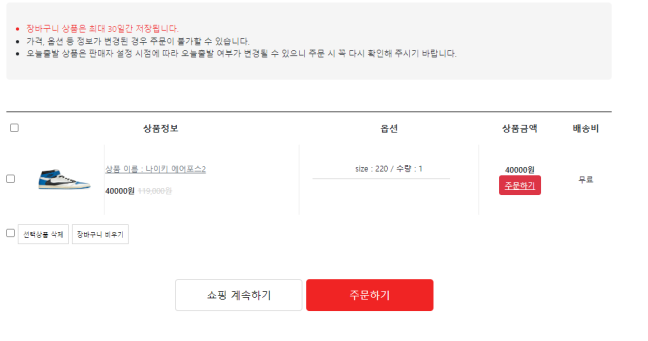 장바구니 상품은 최대 30일간 저장됩니다.
가격, 옵션 등 정보가 변경된 경우 주문이 불가할 수 있습니다.
오늘출발 상품은 판매자 설정 시점에 따라 오늘출발 여부가 변경될 수 있으니 주문 시 꼭 다시 확인해 주시기 바랍니다.
상품정보 옵션 상품금액 배송비
상품 이름 : 나이키 에어포스2
40000원 119,000원
size : 220 / 수량 : 1
40000원
주문하기
무료
선택상품 삭제 장바구니 비우기
쇼핑 계속하기 주문하기